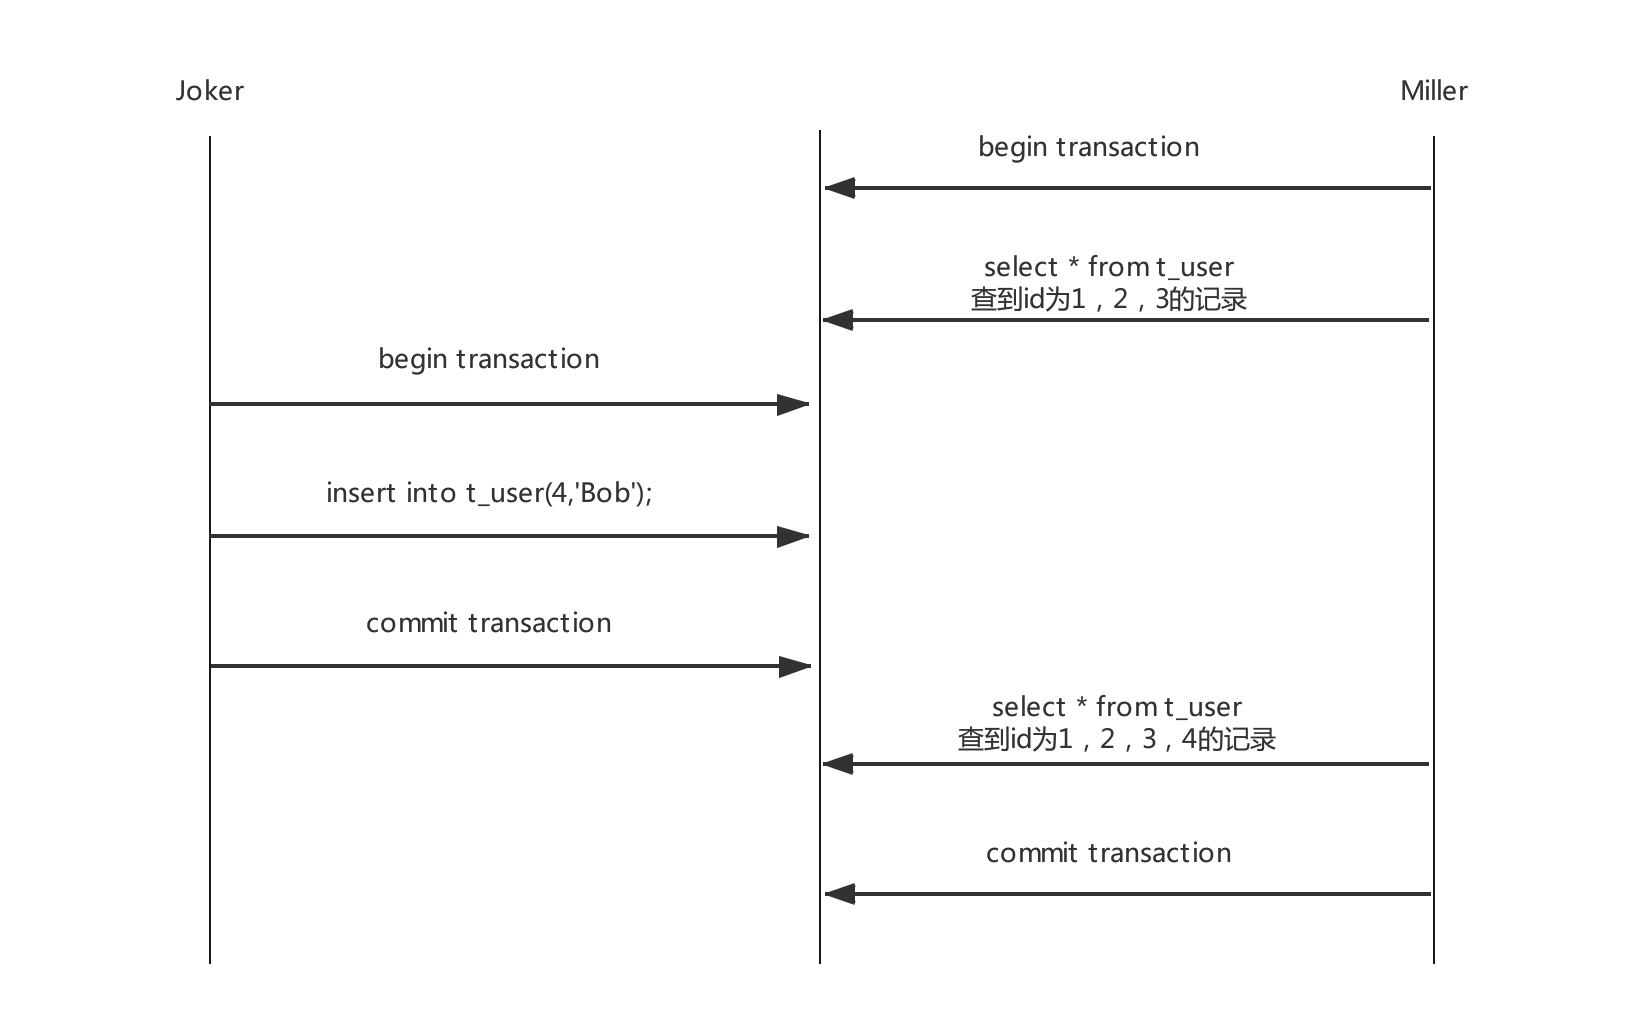 Joker
Miller
begin transaction
select * from t_user
查到id为1，2，3的记录
begin transaction
insert into t_user(4,'Bob');
commit transaction
select * from t_user
查到id为1，2，3，4的记录
commit transaction